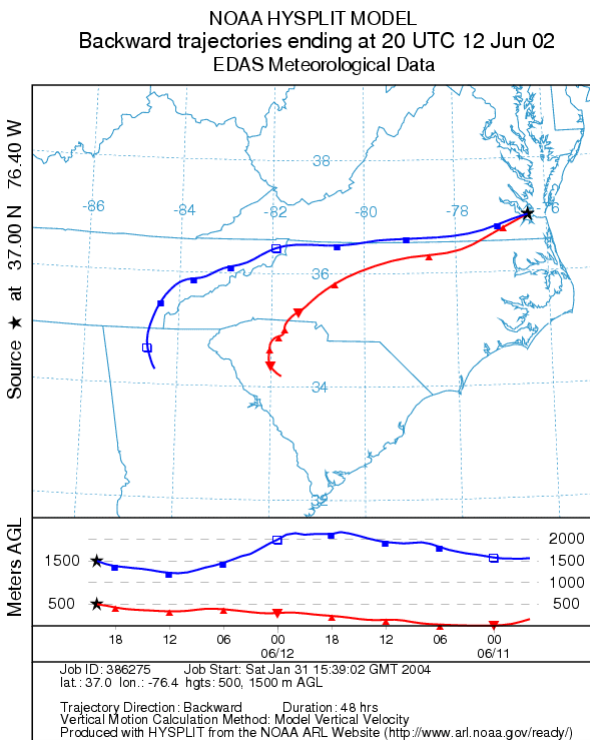 NOAA HYSPLIT MODEL
Backward trajectories ending at 20 UTC 12 Jun 02
EDAS Meteorological Data
Source ★ at 37.00 N 76.40 W
38
-86 -84 -82 -80 -78 6
36
34
32
Meters AGL
2000
1500 1500
1000
500 500
18 12 06 00 18 12 06 00
06/12 06/11
Job ID: 386275 Job Start: Sat Jan 31 15:39:02 GMT 2004
lat.: 37.0 lon.: -76.4 hgts: 500, 1500 m AGL
Trajectory Direction: Backward Duration: 48 hrs
Vertical Motion Calculation Method: Model Vertical Velocity
Produced with HYSPLIT from the NOAA ARL Website (http://www.arl.noaa.gov/ready/)